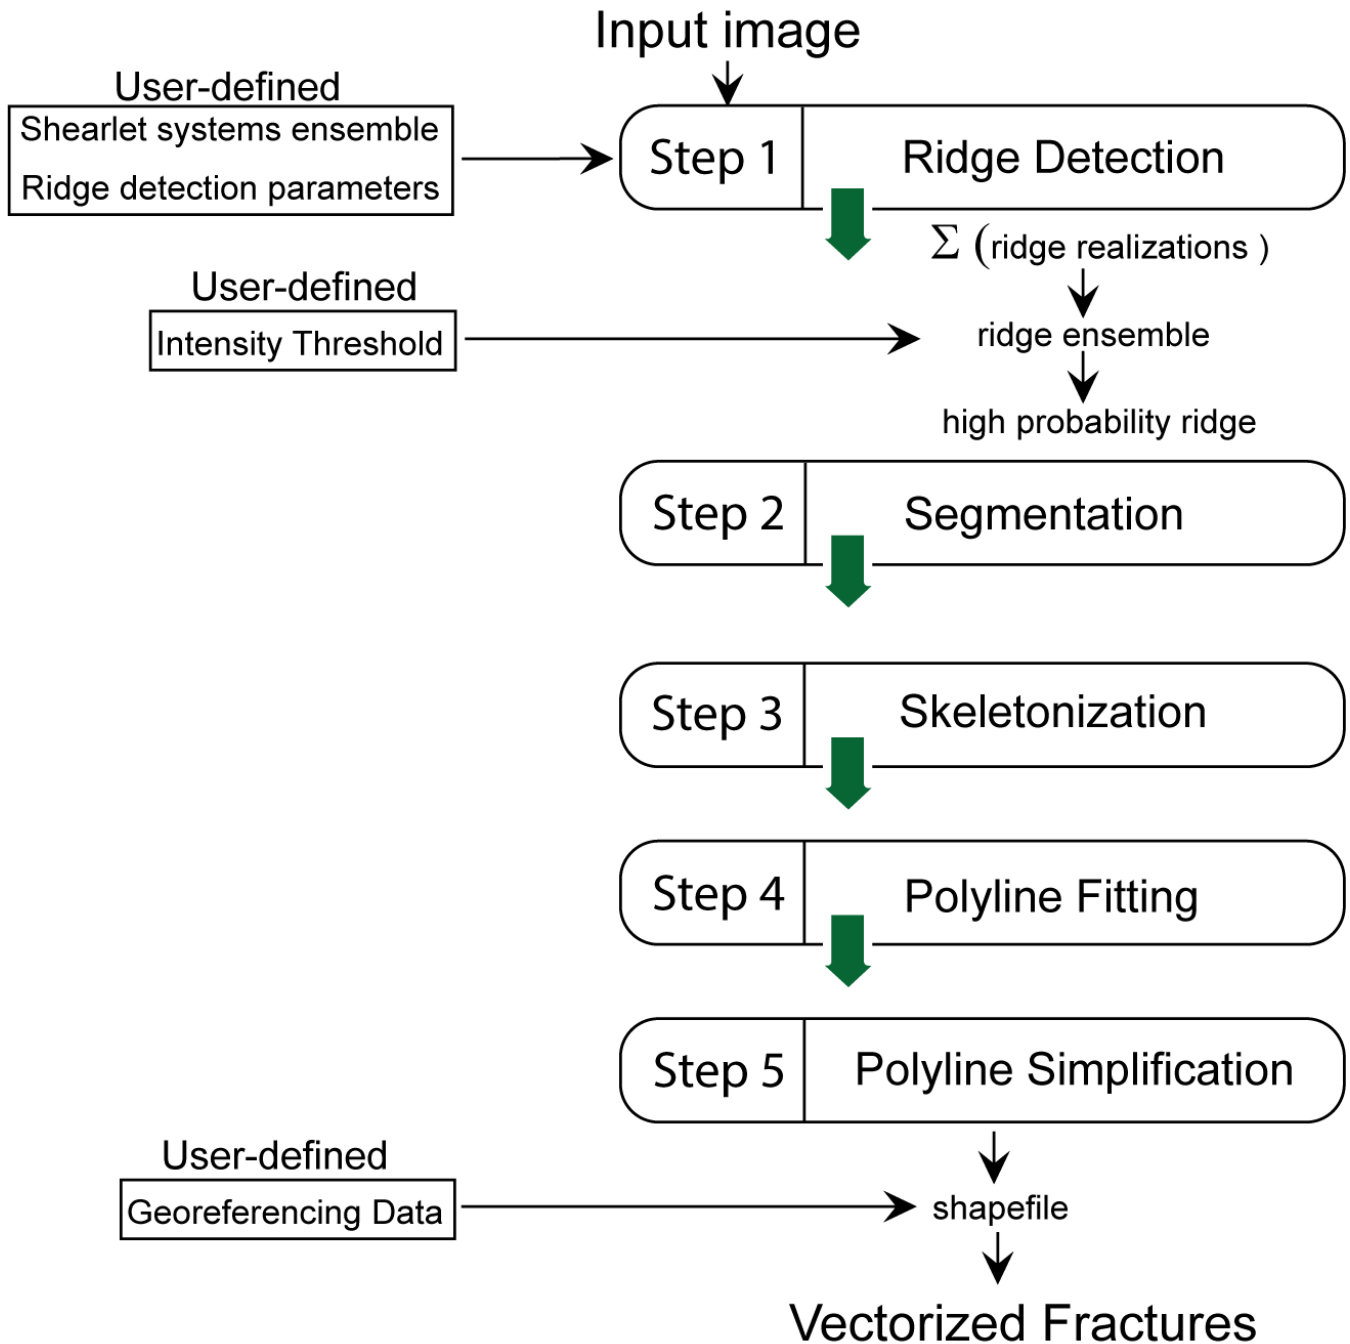 Input image
User-defined
Shearlet systems ensemble
Ridge detection parameters
Step 1 Ridge Detection
Σ (ridge realizations )
User-defined
Intensity Threshold
ridge ensemble
high probability ridge
Step 2 Segmentation
Step 3 Skeletonization
Step 4 Polyline Fitting
Step 5 Polyline Simplification
User-defined
Georeferencing Data
shapefile
Vectorized Fractures